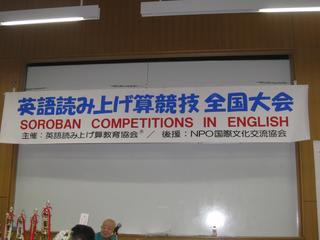 英語読み上げ算競技 全国大会
SOROBAN COMPETITIONS IN ENGLISH
主催：英語読み上げ算教育協会® ／ 後援：NPO国際文化交流協会